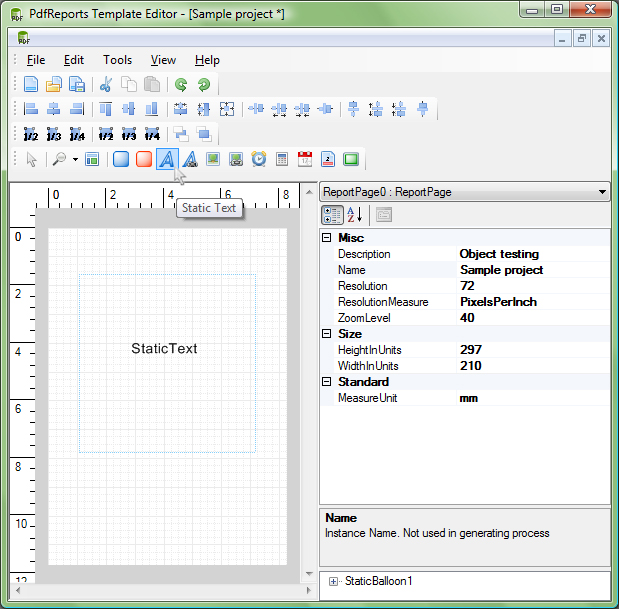 PdfReports Template Editor - [Sample project *]
PDF
PDF
File Edit Tools View Help
1/2 1/3 1/4 1/2 1/3 1/4
A A
Static Text
0 2 4 6 8
0
2
4
6
8
10
12
StaticText
ReportPage0 : ReportPage
A
Z
Misc
Description Object testing
Name Sample project
Resolution 72
ResolutionMeasure PixelsPerInch
ZoomLevel 40
Size
HeightInUnits 297
WidthInUnits 210
Standard
MeasureUnit mm
Name
Instance Name. Not used in generating process
StaticBalloon1